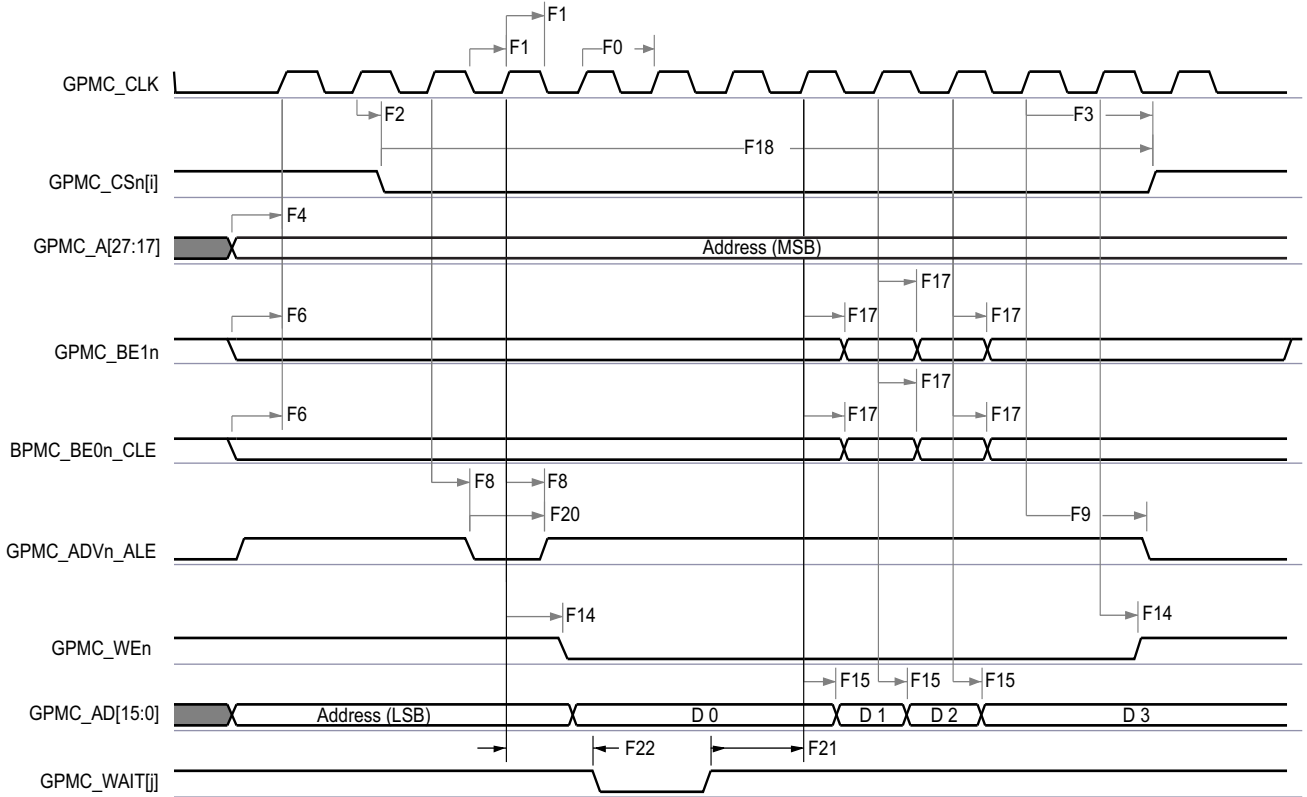 F1
F1 F0
GPMC_CLK
F2 F3
F18
GPMC_CSn[i]
F4
GPMC_A[27:17] Address (MSB)
F17
F6 F17 F17
GPMC_BE1n
F17
F6 F17 F17
BPMC_BE0n_CLE
F8 F8
F20 F9
GPMC_ADVn_ALE
F14 F14
GPMC_WEn
F15 F15 F15
GPMC_AD[15:0] Address (LSB) D 0 D 1 D 2 D 3
F22 F21
GPMC_WAIT[j]